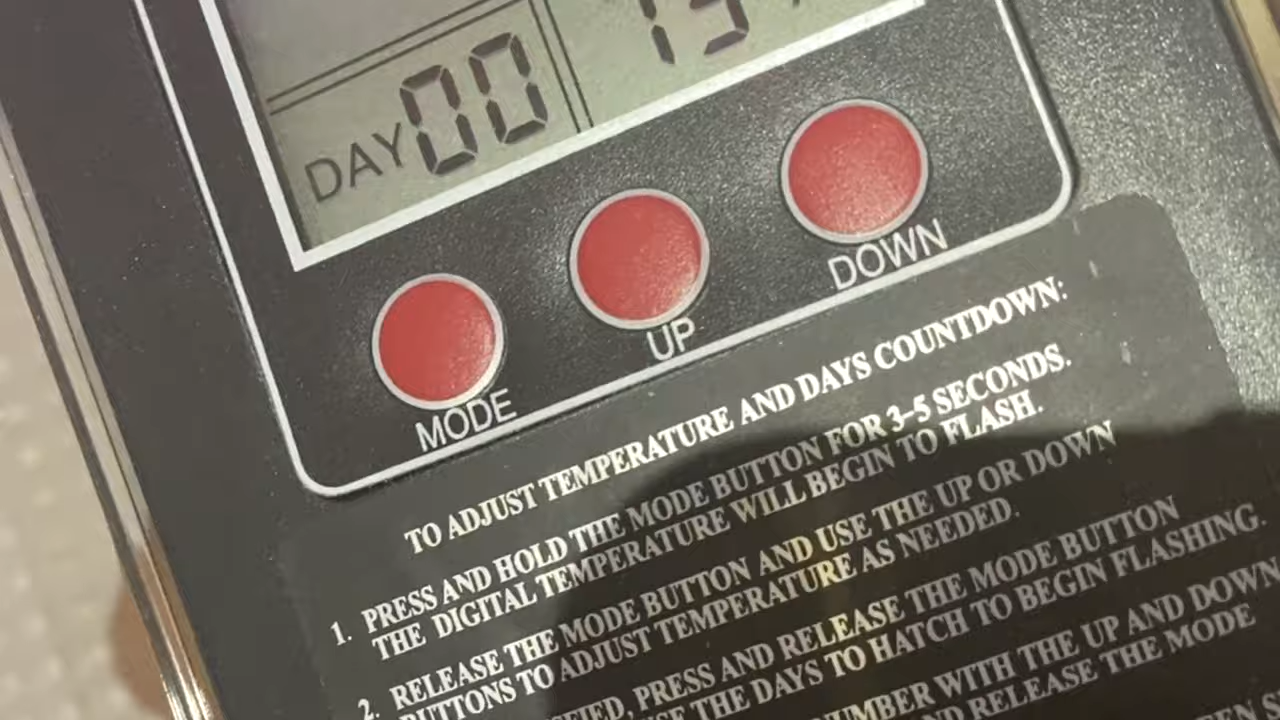 DAY 00
MODE
UP
DOWN
TO ADJUST TEMPERATURE AND DAYS COUNTDOWN:
1. PRESS AND HOLD THE MODE BUTTON FOR 3–5 SECONDS.
THE DIGITAL TEMPERATURE WILL BEGIN TO FLASH.
2. RELEASE THE MODE BUTTON AND USE THE UP OR DOWN
BUTTONS TO ADJUST TEMPERATURE AS NEEDED.
PRESS AND RELEASE THE MODE BUTTON
THE DAYS TO HATCH TO BEGIN FLASHING.
NUMBER WITH THE UP AND DOWN
AND RELEASE THE MODE